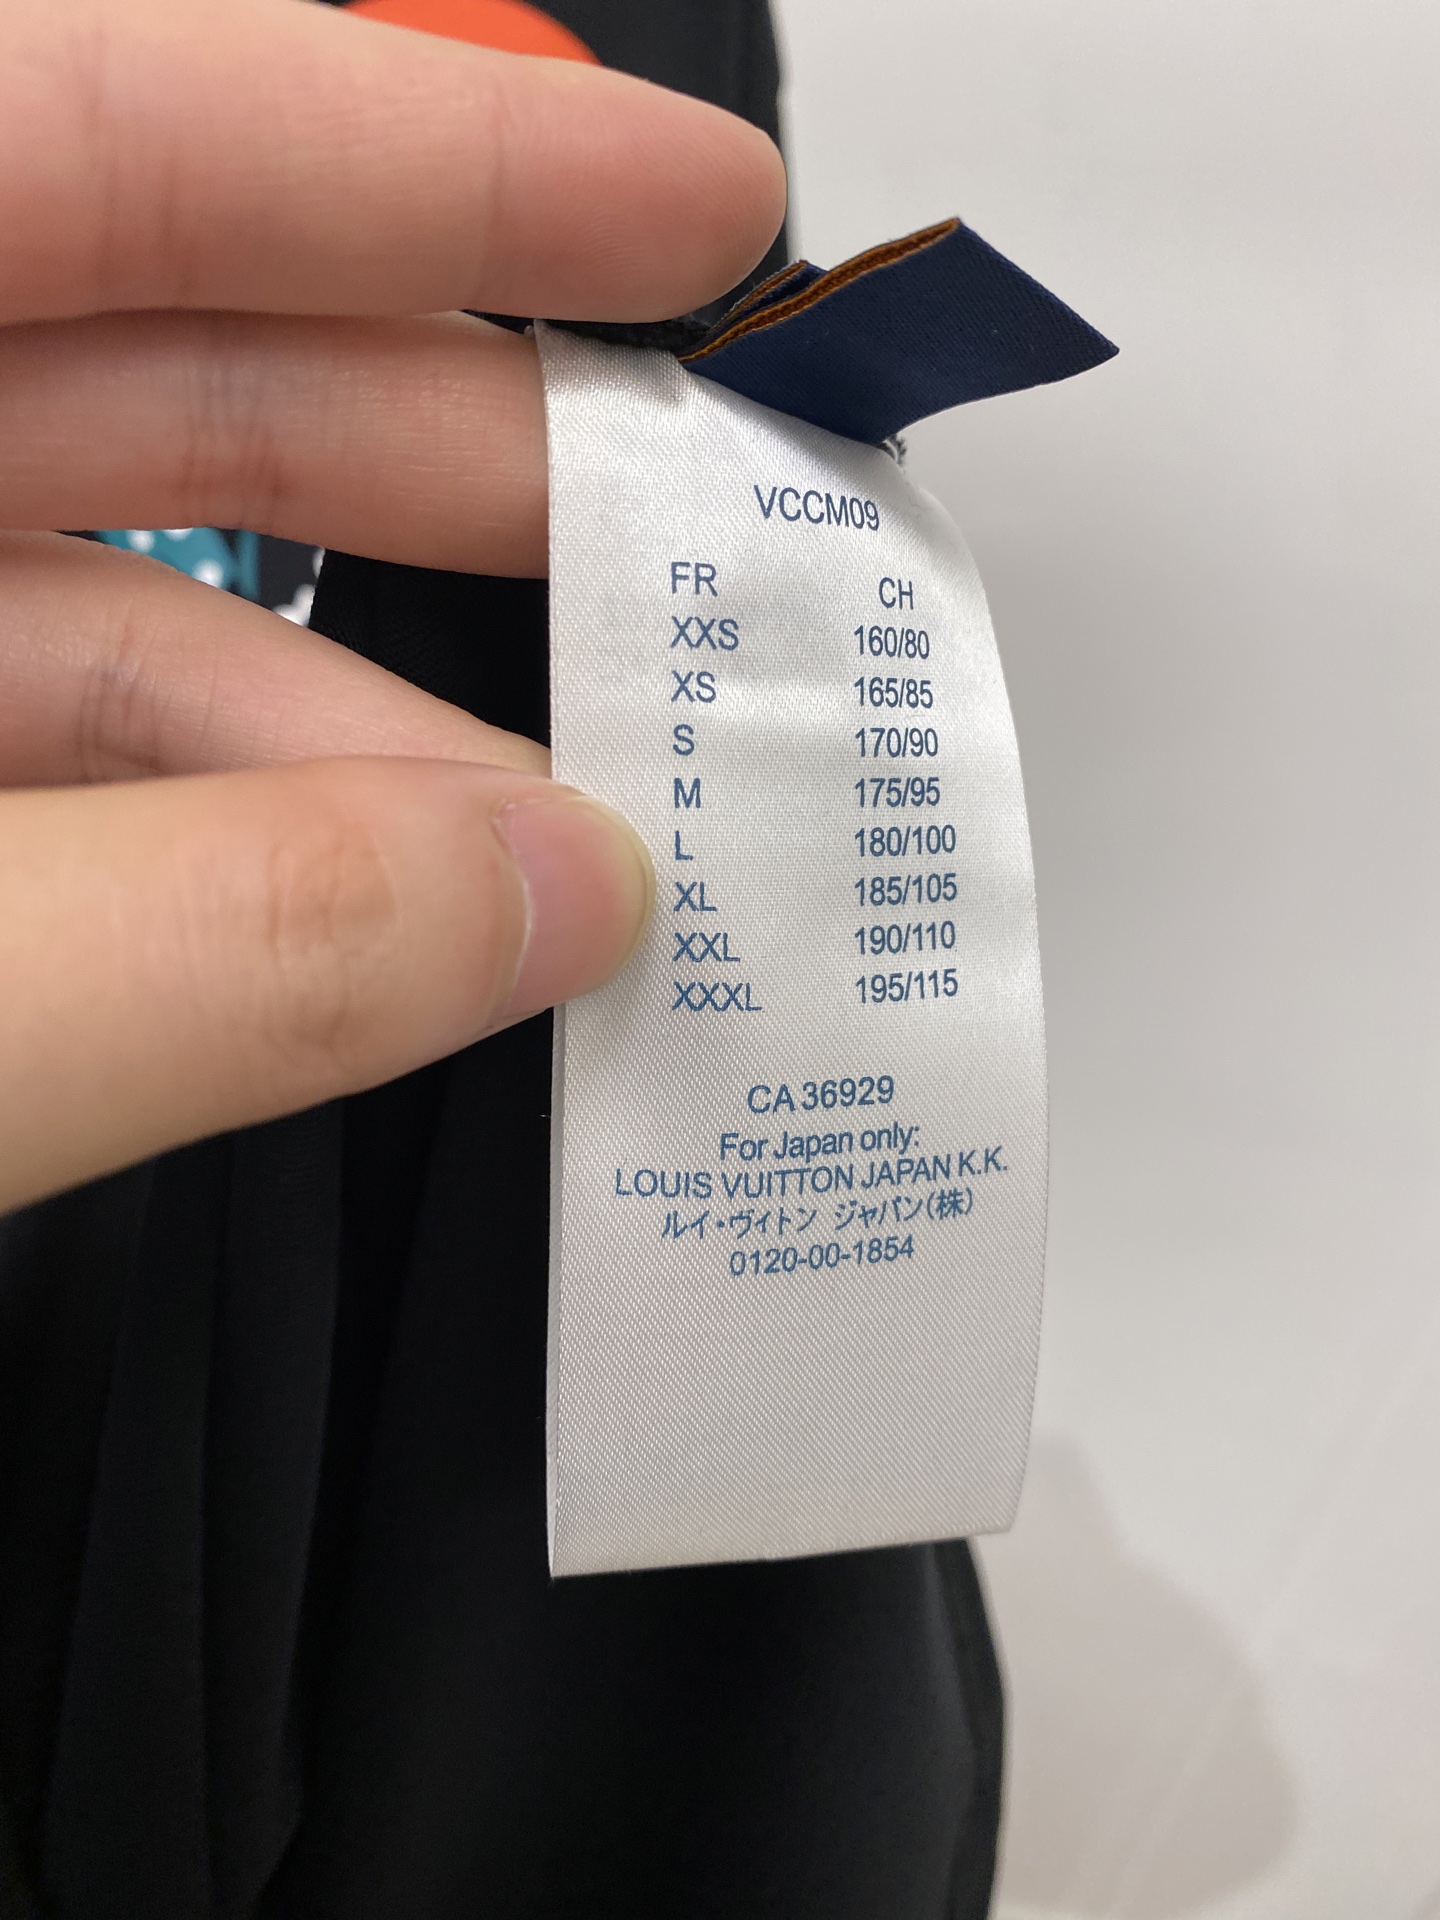 VCCM09
FR CH
XXS 160/80
XS 165/85
S 170/90
M 175/95
L 180/100
XL 185/105
XXL 190/110
XXXL 195/115
CA 36929
For Japan only:
LOUIS VUITTON JAPAN K.K.
ルイ・ヴィトン ジャパン(株)
0120-00-1854